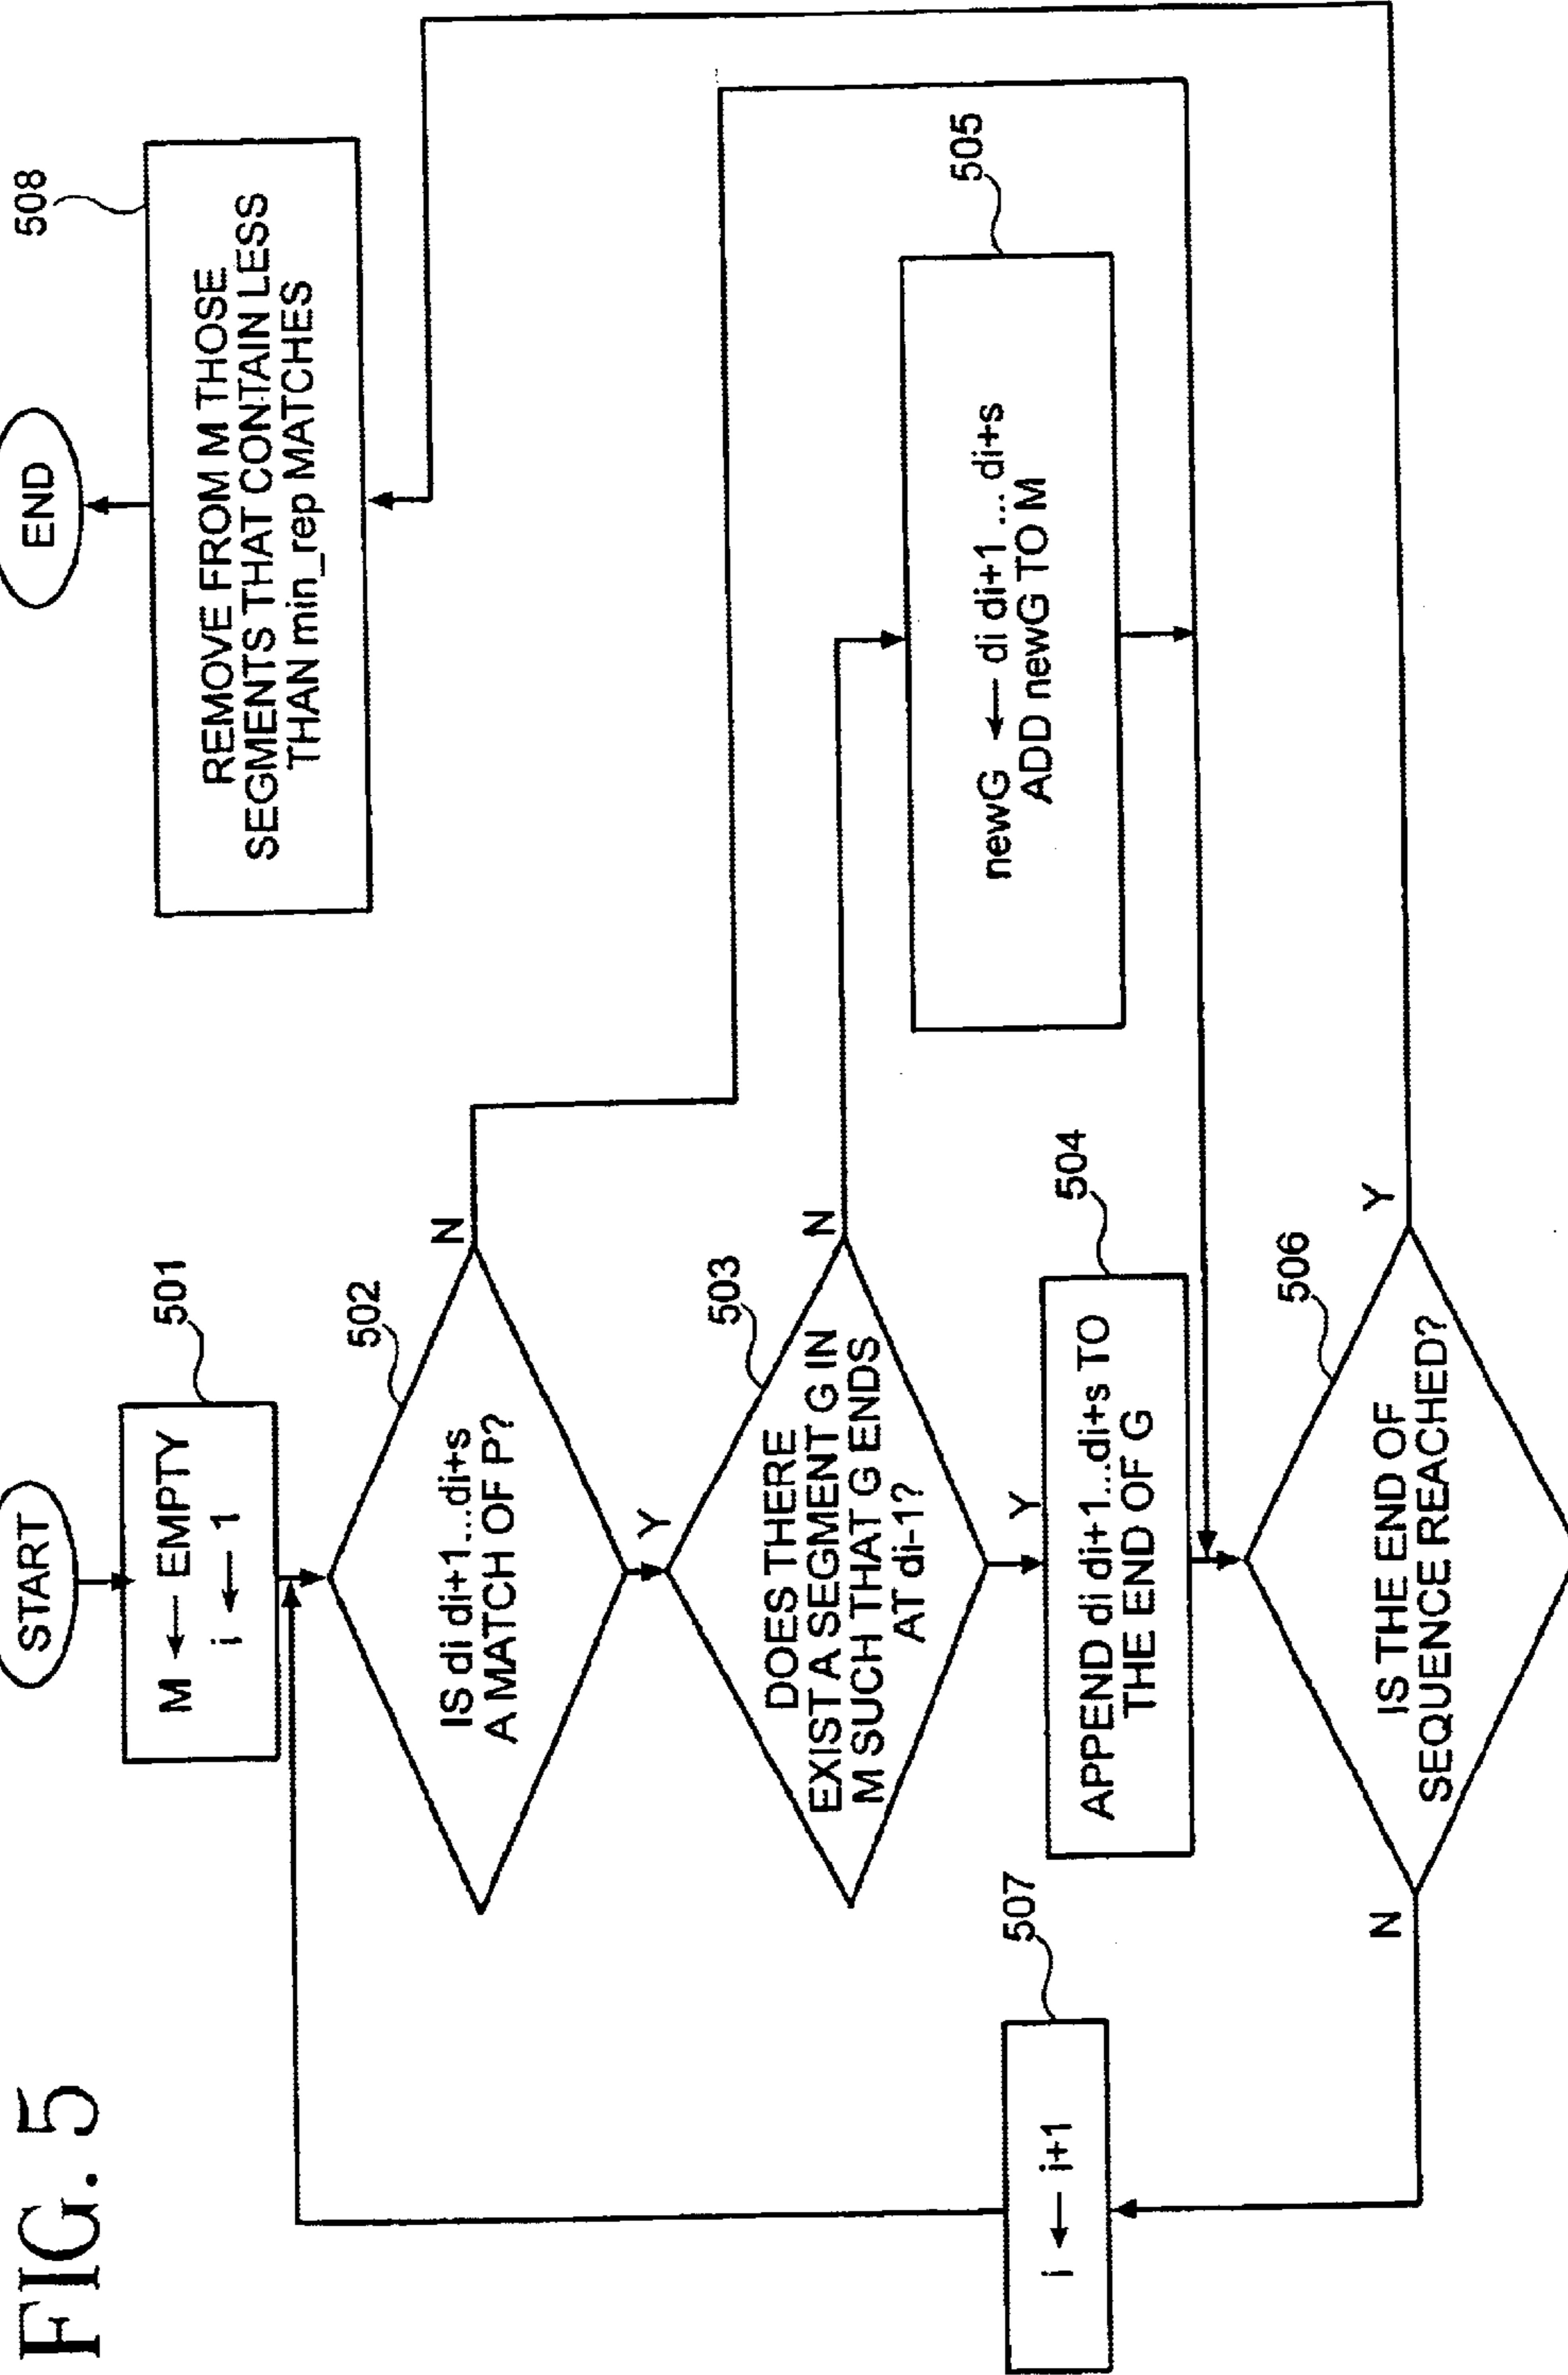 FIG. 5
START
501
M ← EMPTY
i ← 1
502
IS di di+1...di+s
A MATCH OF P?
N
Y
503
DOES THERE
EXIST A SEGMENT G IN
M SUCH THAT G ENDS
AT di-1?
N
Y
504
APPEND di di+1...di+s TO
THE END OF G
505
newG ← di di+1 ... di+s
ADD newG TO M
506
IS THE END OF
SEQUENCE REACHED?
N
Y
507
i ← i+1
508
REMOVE FROM M THOSE
SEGMENTS THAT CONTAIN LESS
THAN min_rep MATCHES
END